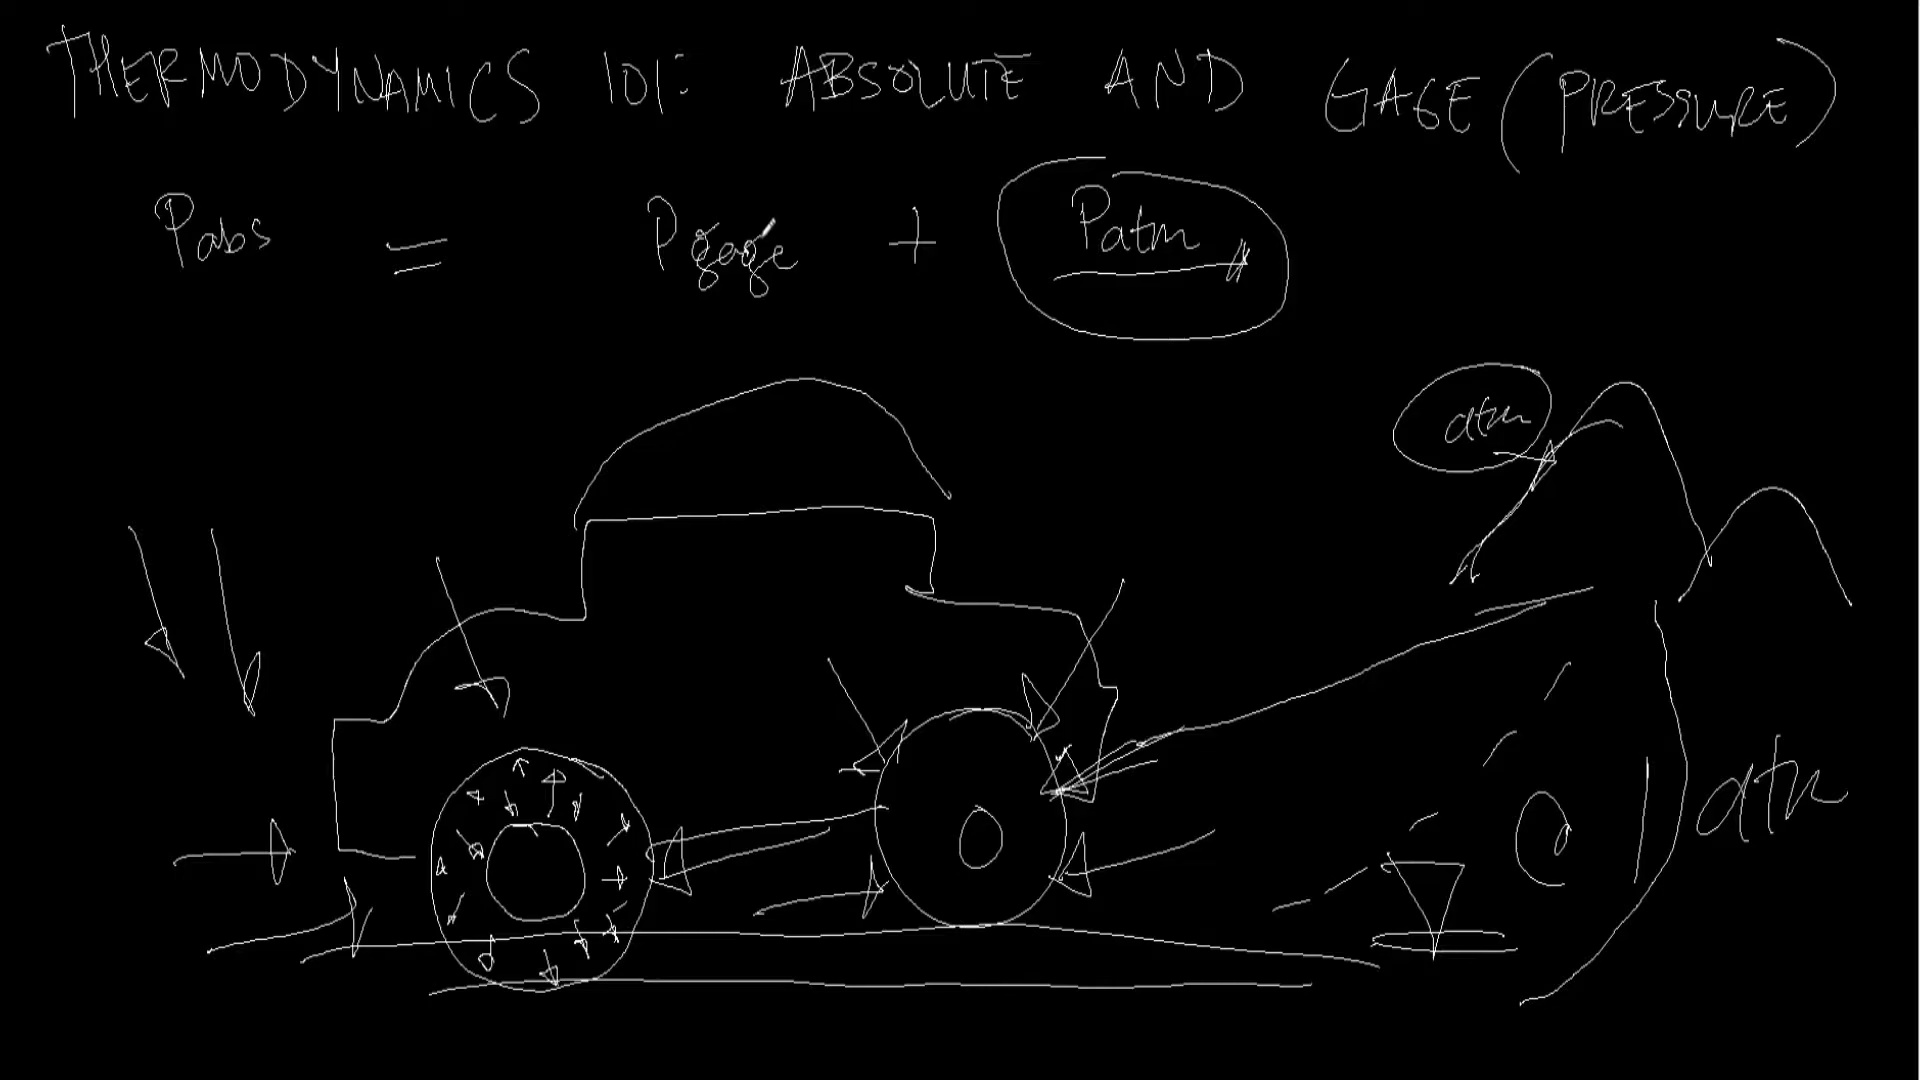 THERMODYNAMICS 101: ABSOLUTE AND GAGE (PRESSURE)
Pabs = Pgage + Patm
atm
atm